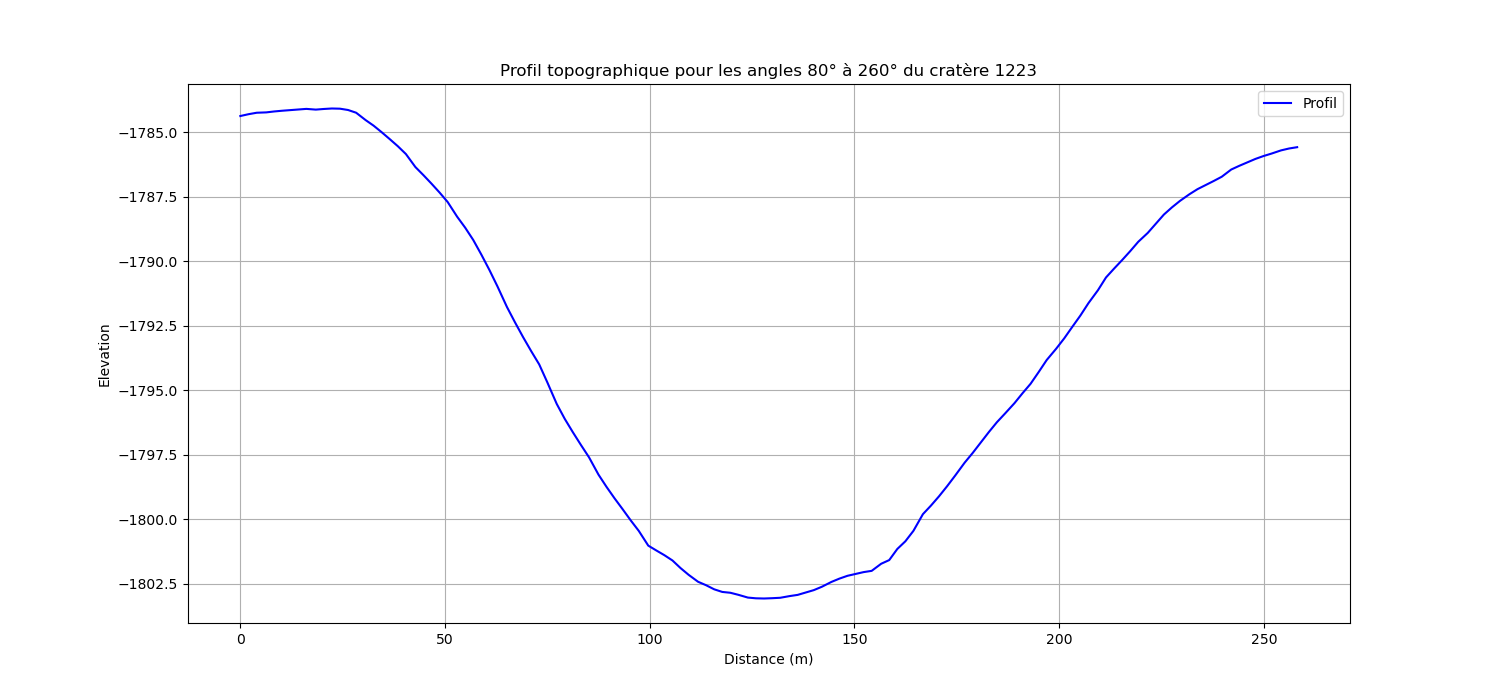 Profil topographique pour les angles 80° à 260° du cratère 1223
Profil
−1785.0
−1787.5
−1790.0
−1792.5
−1795.0
−1797.5
−1800.0
−1802.5
Elevation
0 50 100 150 200 250
Distance (m)